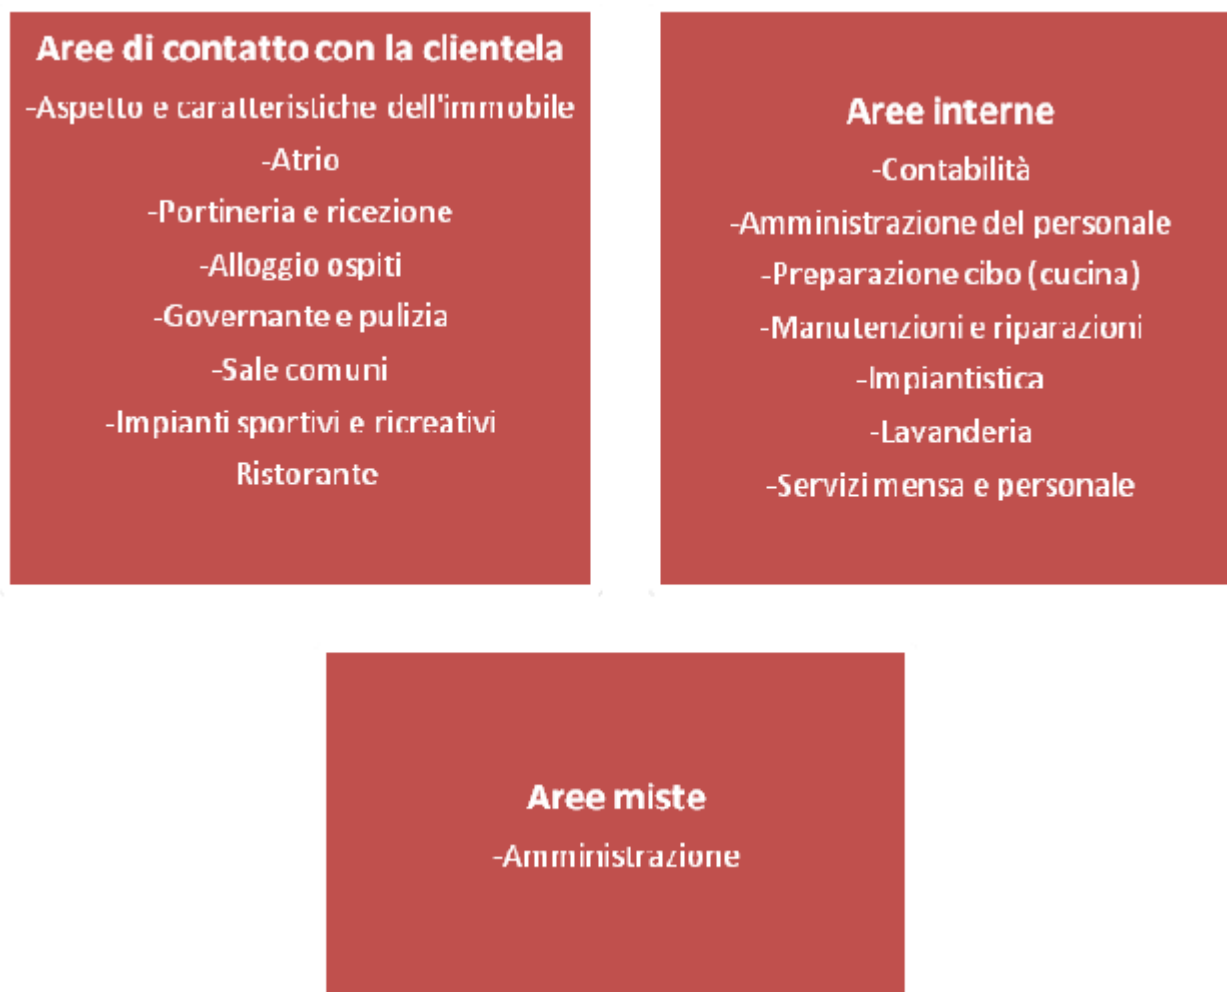 Aree di contatto con la clientela
-Aspetto e caratteristiche dell'immobile
-Atrio
-Portineria e ricezione
-Alloggio ospiti
-Governante e pulizia
-Sale comuni
-Impianti sportivi e ricreativi
Ristorante
Aree interne
-Contabilità
-Amministrazione del personale
-Preparazione cibo (cucina)
-Manutenzioni e riparazioni
-Impiantistica
-Lavanderia
-Servizi mensa e personale
Aree miste
-Amministrazione